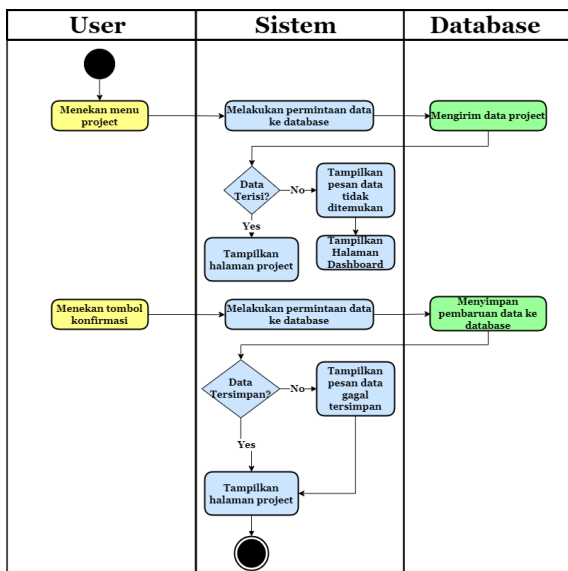 User
Sistem
Database
Menekan menu
project
Melakukan permintaan data
ke database
Mengirim data project
Data
Terisi?
No
Tampilkan
pesan data
tidak
ditemukan
Yes
Tampilkan
halaman project
Tampilkan
Halaman
Dashboard
Menekan tombol
konfirmasi
Melakukan permintaan data
ke database
Menyimpan
pembaruan data ke
database
Data
Tersimpan?
No
Tampilkan
pesan data
gagal
tersimpan
Yes
Tampilkan
halaman project